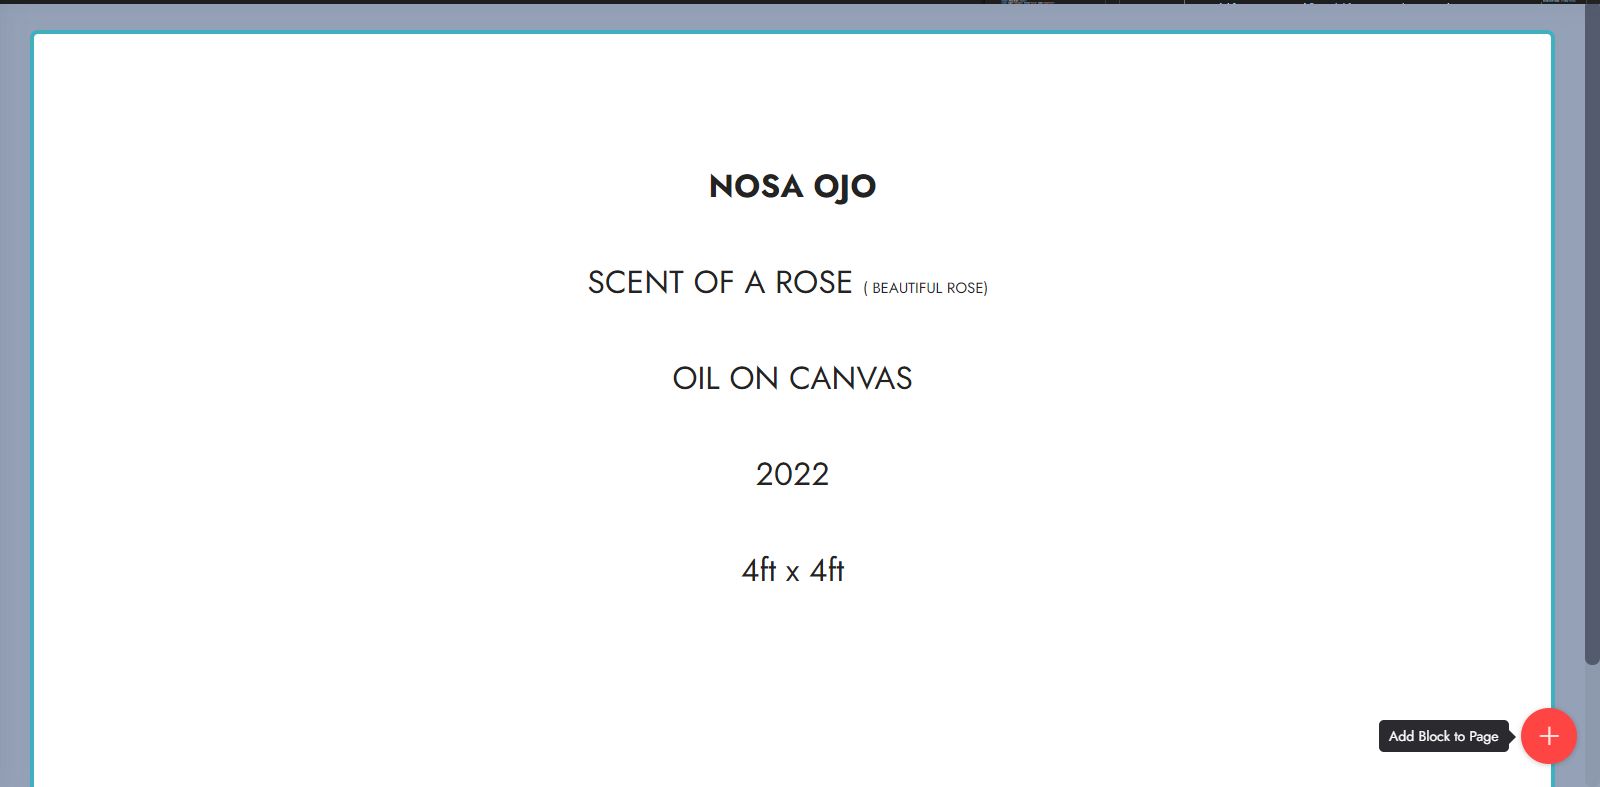 NOSA OJO
SCENT OF A ROSE ( BEAUTIFUL ROSE)
OIL ON CANVAS
2022
4ft x 4ft
Add Block to Page